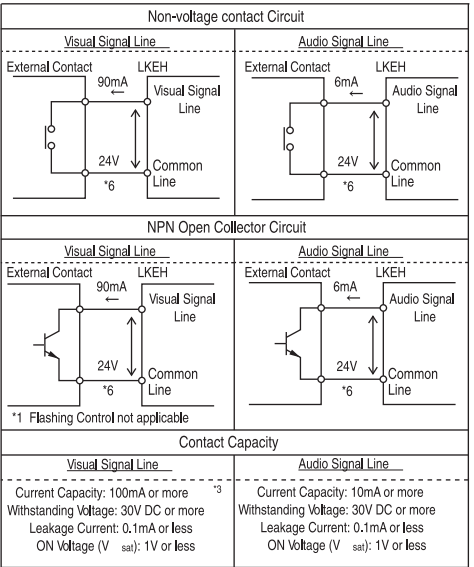 Non-voltage contact Circuit
Visual Signal Line
External Contact LKEH
90mA
←
Visual Signal
Line
24V
*6
Common
Line
Audio Signal Line
External Contact LKEH
6mA
←
Audio Signal
Line
24V
*6
Common
Line
NPN Open Collector Circuit
Visual Signal Line
External Contact LKEH
90mA
←
Visual Signal
Line
24V
*6
Common
Line
*1 Flashing Control not applicable
Audio Signal Line
External Contact LKEH
6mA
←
Audio Signal
Line
24V
*6
Common
Line
Contact Capacity
Visual Signal Line
Current Capacity: 100mA or more *3
Withstanding Voltage: 30V DC or more
Leakage Current: 0.1mA or less
ON Voltage (V sat): 1V or less
Audio Signal Line
Current Capacity: 10mA or more
Withstanding Voltage: 30V DC or more
Leakage Current: 0.1mA or less
ON Voltage (V sat): 1V or less